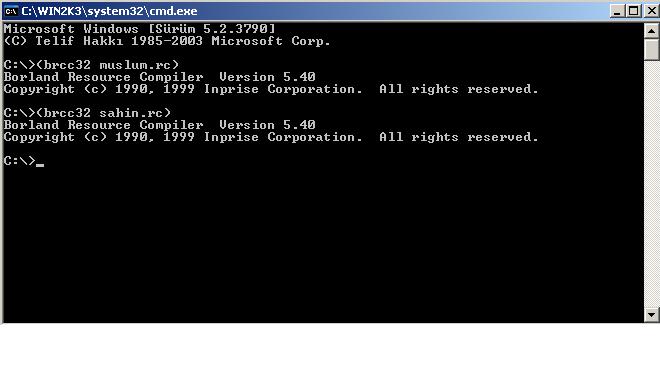 C:\WIN2K3\system32\cmd.exe
Microsoft Windows [Sürüm 5.2.3790]
(C) Telif Hakkı 1985-2003 Microsoft Corp.
C:\>(brcc32 muslum.rc)
Borland Resource Compiler  Version 5.40
Copyright (c) 1990, 1999 Inprise Corporation.  All rights reserved.
C:\>(brcc32 sahin.rc)
Borland Resource Compiler  Version 5.40
Copyright (c) 1990, 1999 Inprise Corporation.  All rights reserved.
C:\>_